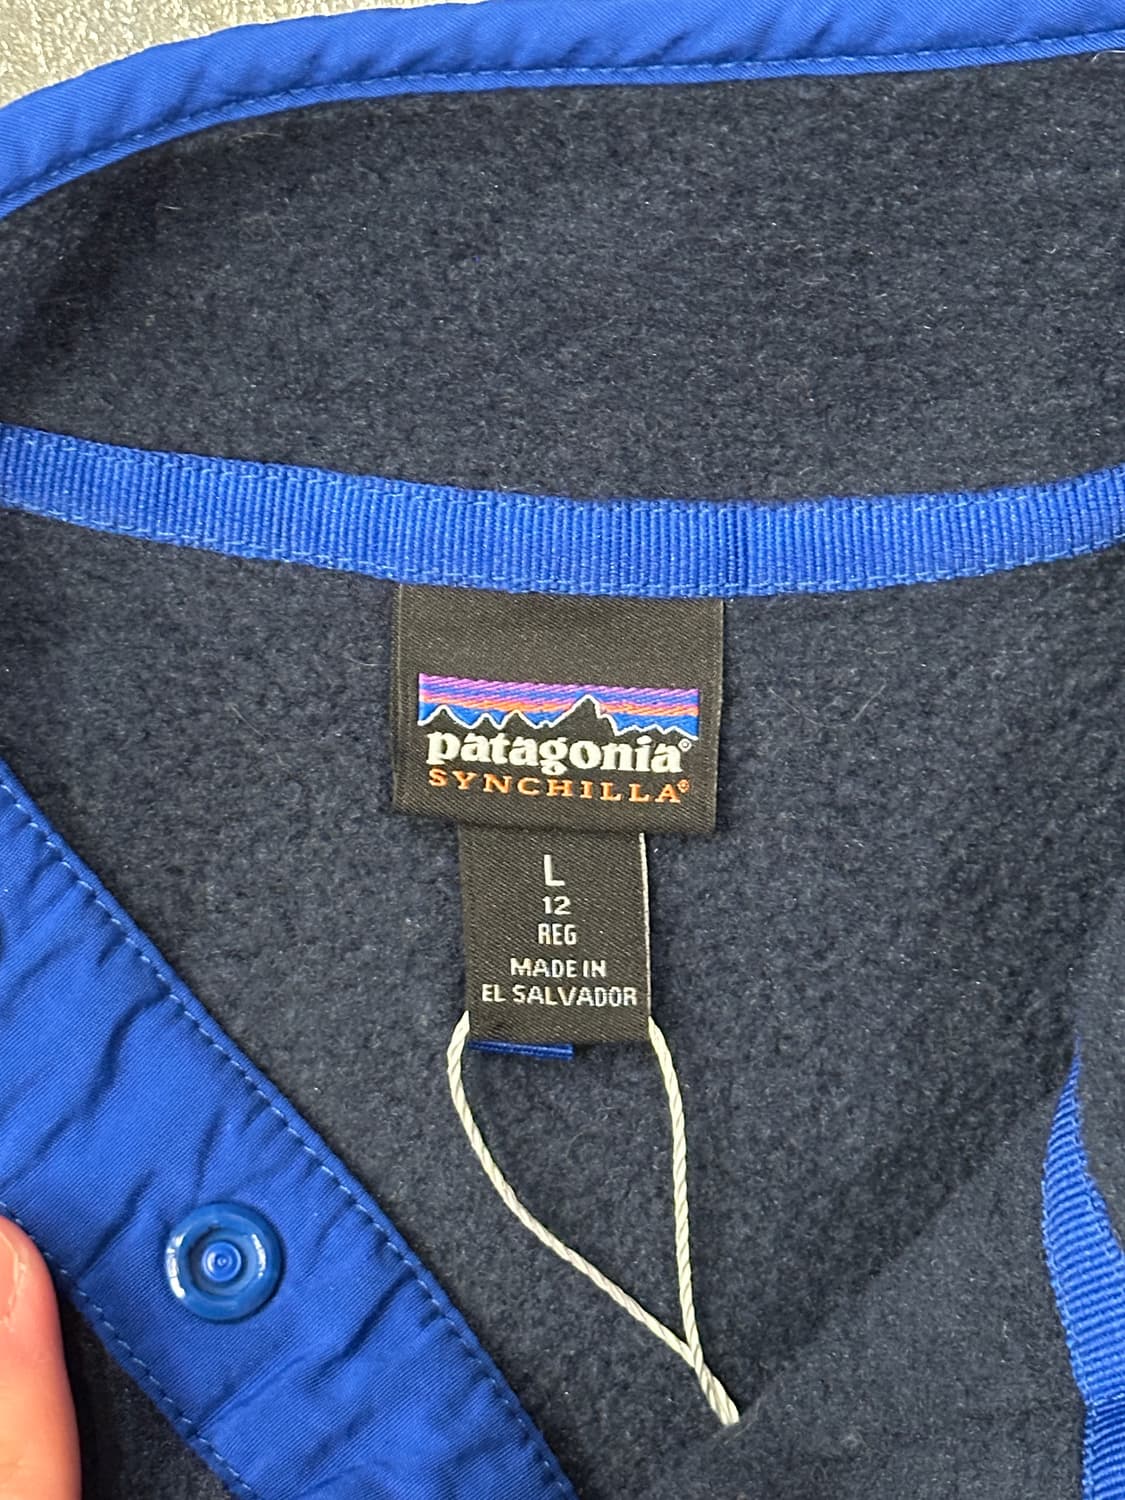 patagonia®
SYNCHILLA®
L
12
REG
MADE IN
EL SALVADOR